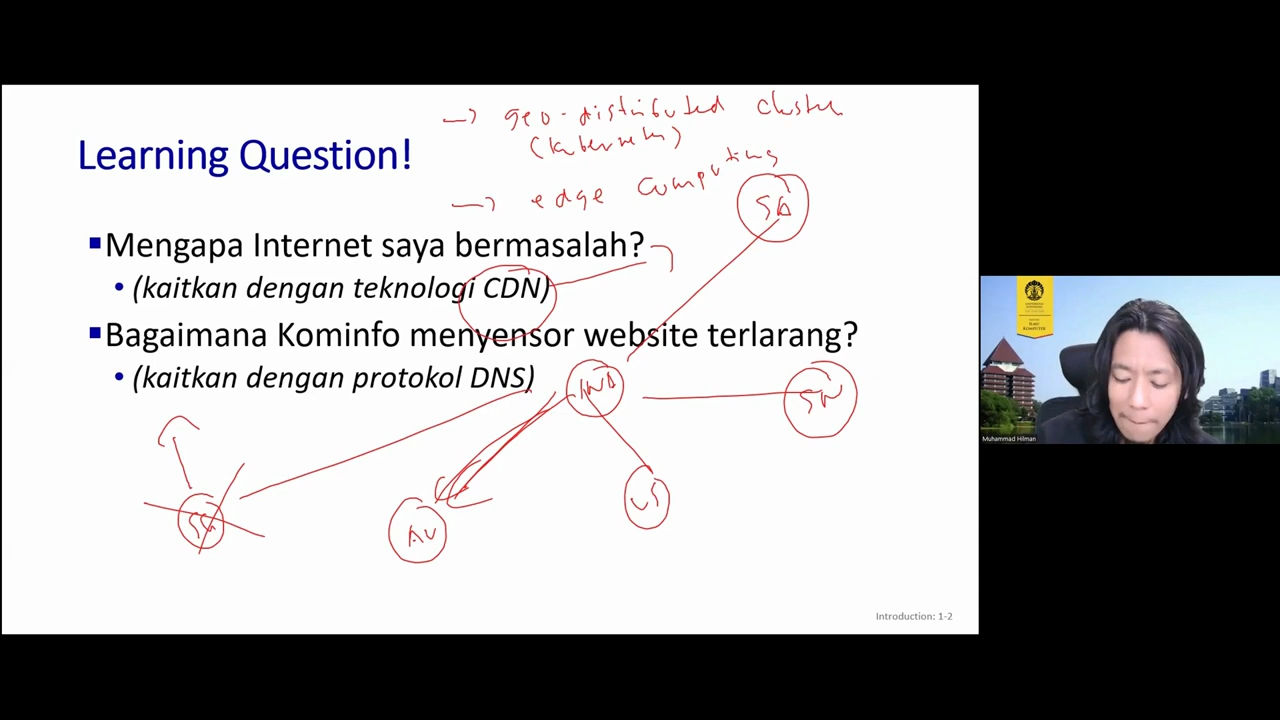 → geo-distributed cluster
(kubernetes)
Learning Question!
→ edge computing
SA
▪Mengapa Internet saya bermasalah?
• (kaitkan dengan teknologi CDN)
▪Bagaimana Kominfo menyensor website terlarang?
• (kaitkan dengan protokol DNS)
IND
SG
AU
US
Introduction: 1-2
Muhammad Hilman